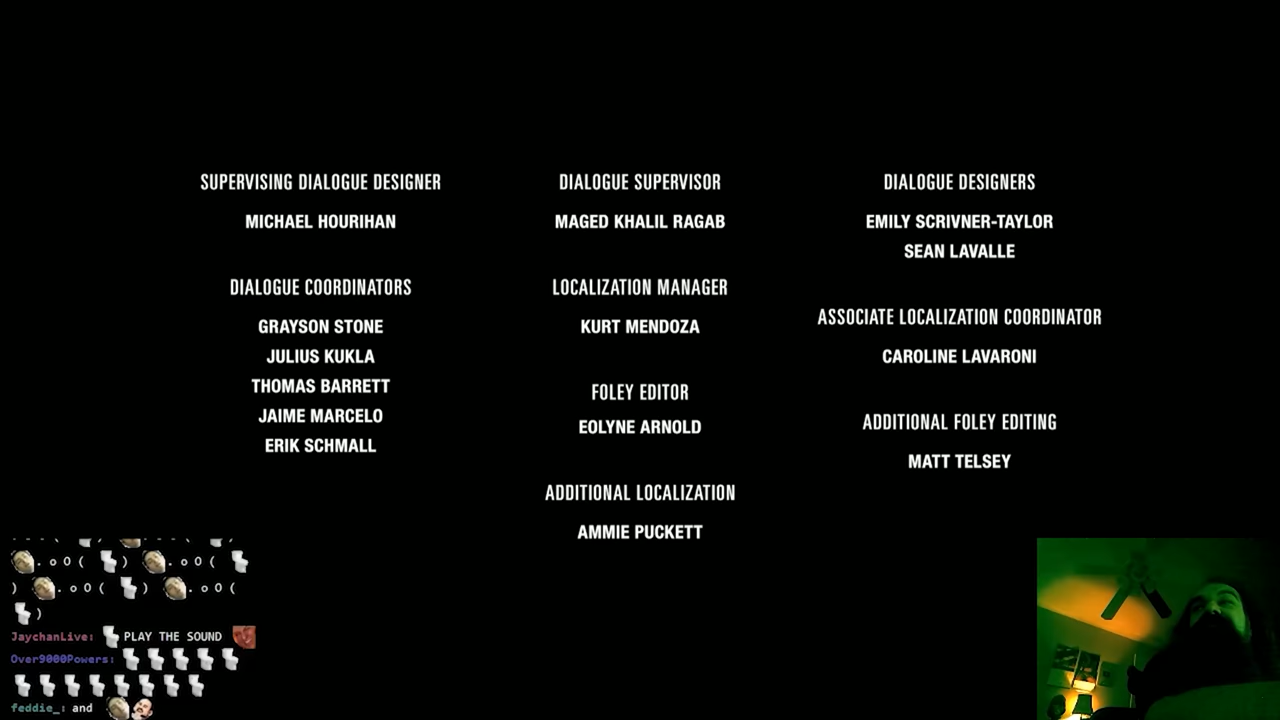 SUPERVISING DIALOGUE DESIGNER
MICHAEL HOURIHAN
DIALOGUE COORDINATORS
GRAYSON STONE
JULIUS KUKLA
THOMAS BARRETT
JAIME MARCELO
ERIK SCHMALL
DIALOGUE SUPERVISOR
MAGED KHALIL RAGAB
LOCALIZATION MANAGER
KURT MENDOZA
FOLEY EDITOR
EOLYNE ARNOLD
ADDITIONAL LOCALIZATION
AMMIE PUCKETT
DIALOGUE DESIGNERS
EMILY SCRIVNER-TAYLOR
SEAN LAVALLE
ASSOCIATE LOCALIZATION COORDINATOR
CAROLINE LAVARONI
ADDITIONAL FOLEY EDITING
MATT TELSEY
. o O ( ) . o O (
) . o O ( ) . o O (
)
JaychanLive: PLAY THE SOUND
Over9000Powers:
feddie_: and